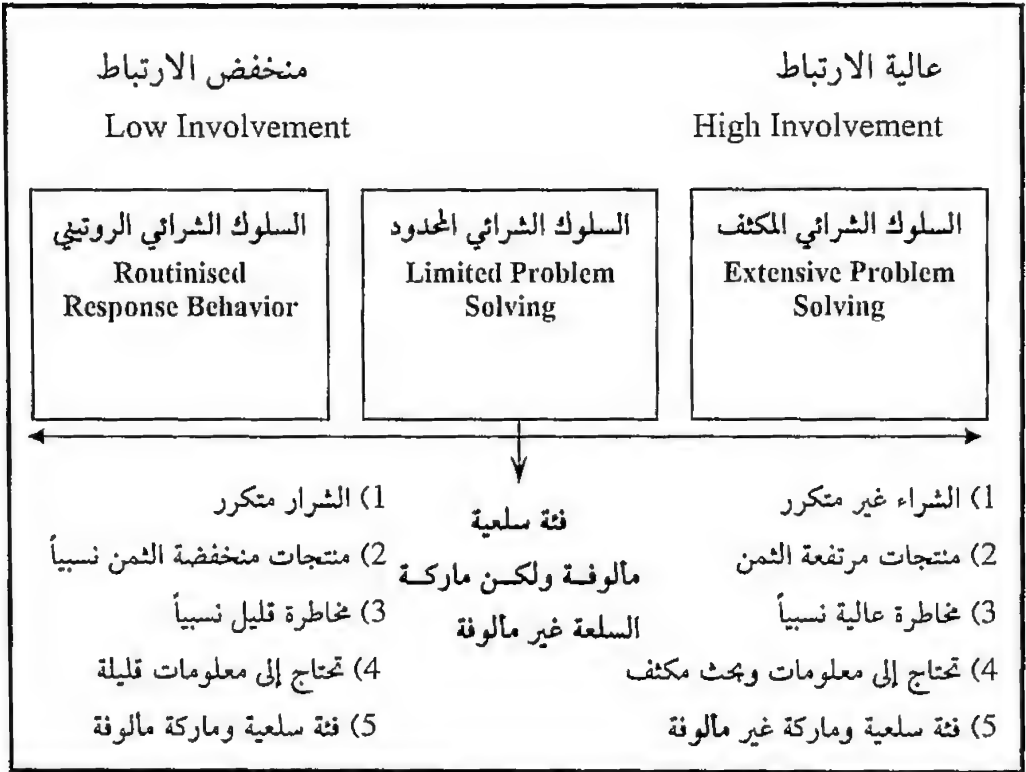 عالية الارتباط
High Involvement
منخفض الارتباط
Low Involvement
السلوك الشرائي المكثف
Extensive Problem
Solving
السلوك الشرائي المحدود
Limited Problem
Solving
السلوك الشرائي الروتيني
Routinised
Response Behavior
1) الشراء غير متكرر
2) منتجات مرتفعة الثمن
3) مخاطرة عالية نسبياً
4) تحتاج إلى معلومات وبحث مكثف
5) فئة سلعية وماركة غير مألوفة
فئة سلعية
مألوفة ولكن ماركة
السلعة غير مألوفة
1) الشرار متكرر
2) منتجات منخفضة الثمن نسبياً
3) مخاطرة قليل نسبياً
4) تحتاج إلى معلومات قليلة
5) فئة سلعية وماركة مألوفة